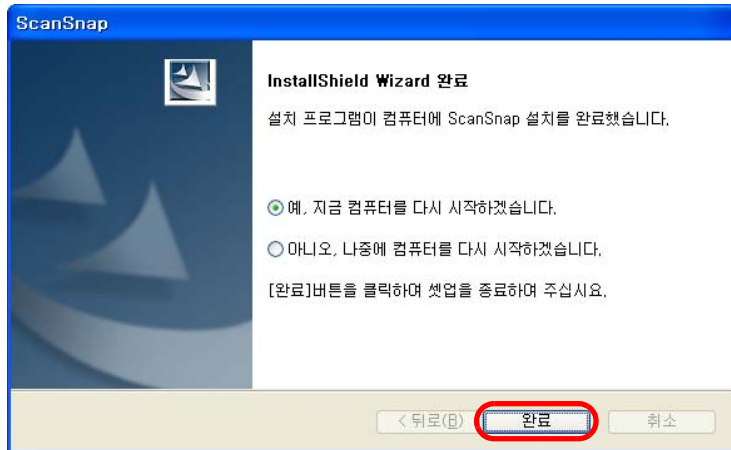 ScanSnap
InstallShield Wizard 완료
설치 프로그램이 컴퓨터에 ScanSnap 설치를 완료했습니다.
예, 지금 컴퓨터를 다시 시작하겠습니다.
아니오, 나중에 컴퓨터를 다시 시작하겠습니다.
[완료]버튼을 클릭하여 셋업을 종료하여 주십시요.
< 뒤로(B) 완료 취소